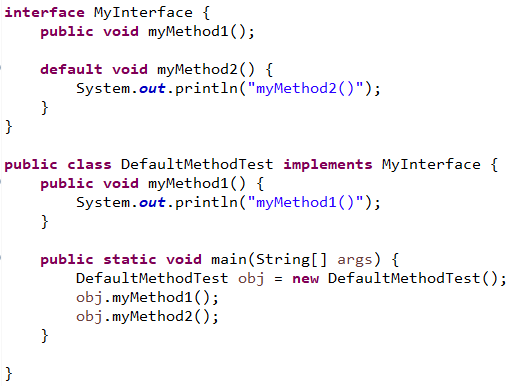 interface MyInterface {
    public void myMethod1();

    default void myMethod2() {
        System.out.println("myMethod2()");
    }
}

public class DefaultMethodTest implements MyInterface {
    public void myMethod1() {
        System.out.println("myMethod1()");
    }

    public static void main(String[] args) {
        DefaultMethodTest obj = new DefaultMethodTest();
        obj.myMethod1();
        obj.myMethod2();
    }

}